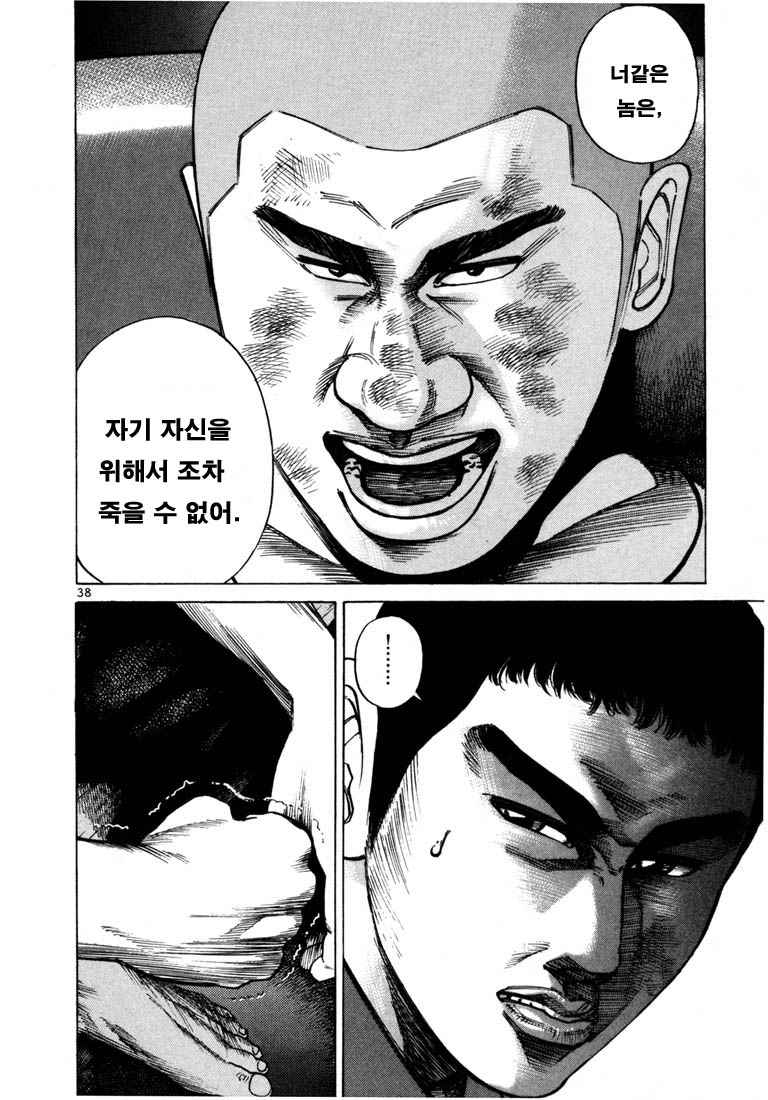 너같은
놈은,
자기 자신을
위해서 조차
죽을 수 없어.
38
!......